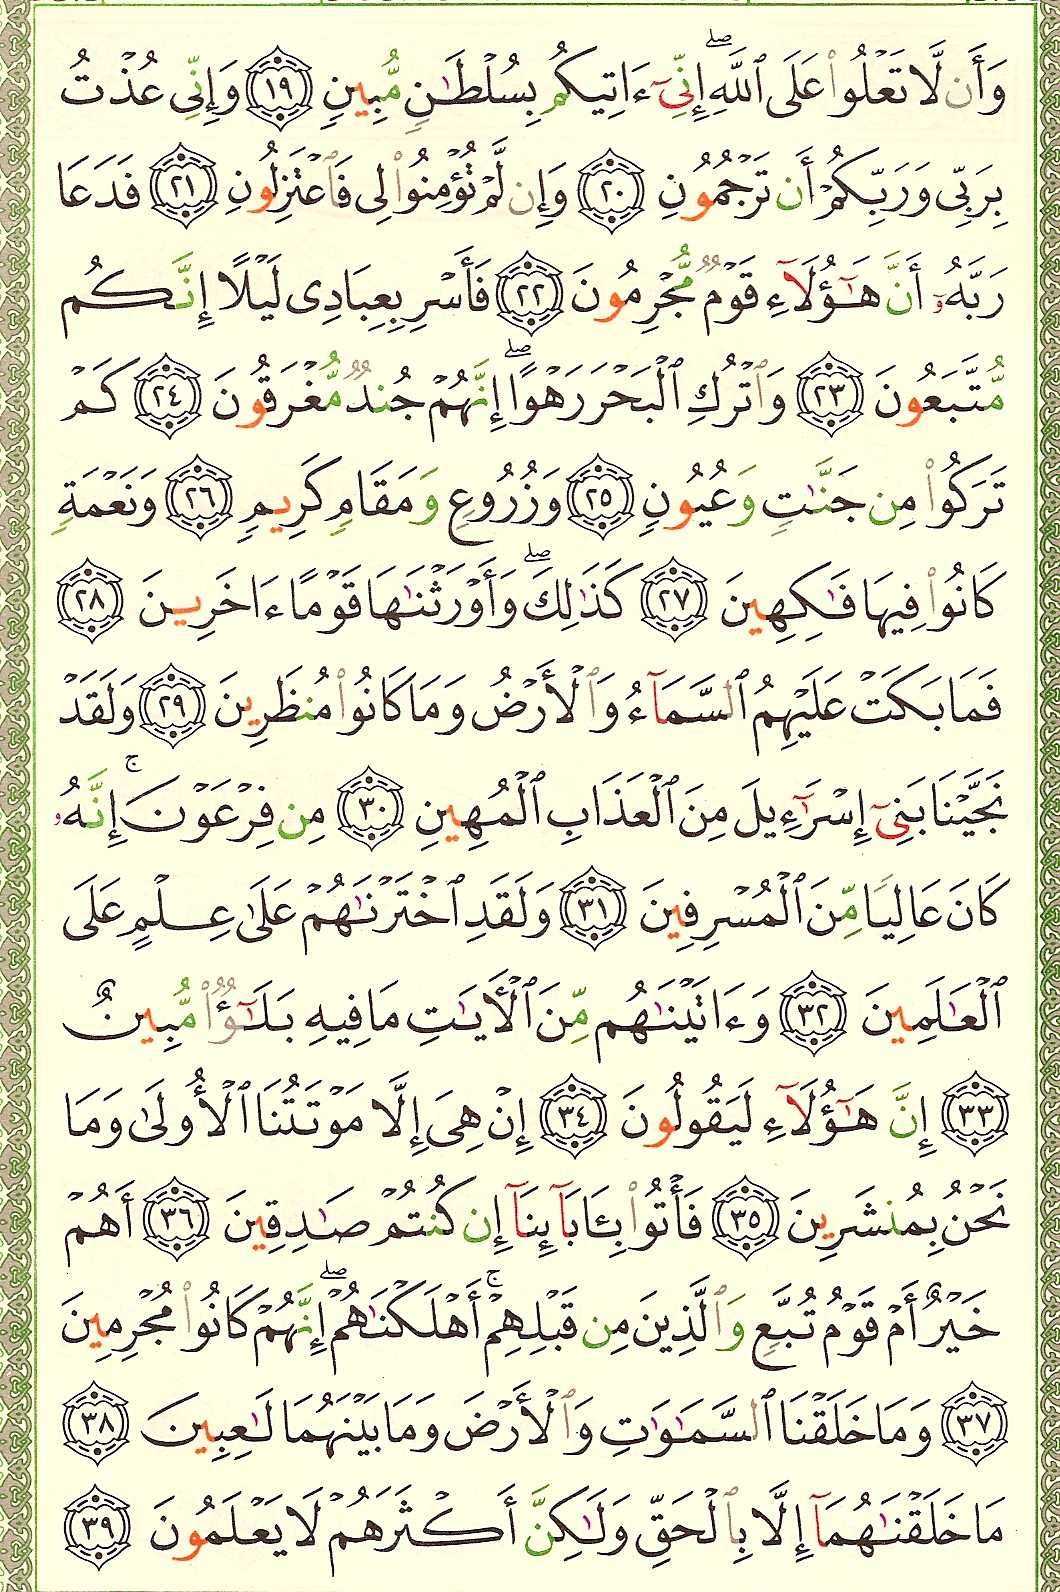 وَأَن لَّا تَعۡلُوا۟ عَلَى ٱللَّهِۖ إِنِّىٓ ءَاتِيكُم بِسُلۡطَٰنٖ مُّبِينٖ ١٩ وَإِنِّى عُذۡتُ
بِرَبِّى وَرَبِّكُمۡ أَن تَرۡجُمُونِ ٢٠ وَإِن لَّمۡ تُؤۡمِنُوا۟ لِى فَٱعۡتَزِلُونِ ٢١ فَدَعَا
رَبَّهُۥٓ أَنَّ هَٰٓؤُلَآءِ قَوۡمٞ مُّجۡرِمُونَ ٢٢ فَأَسۡرِ بِعِبَادِى لَيۡلًا إِنَّكُم
مُّتَّبَعُونَ ٢٣ وَٱتۡرُكِ ٱلۡبَحۡرَ رَهۡوًاۖ إِنَّهُمۡ جُندٞ مُّغۡرَقُونَ ٢٤ كَمۡ
تَرَكُوا۟ مِن جَنَّٰتٖ وَعُيُونٖ ٢٥ وَزُرُوعٖ وَمَقَامٖ كَرِيمٖ ٢٦ وَنَعۡمَةٖ
كَانُوا۟ فِيهَا فَٰكِهِينَ ٢٧ كَذَٰلِكَۖ وَأَوۡرَثۡنَٰهَا قَوۡمًا ءَاخَرِينَ ٢٨
فَمَا بَكَتۡ عَلَيۡهِمُ ٱلسَّمَآءُ وَٱلۡأَرۡضُ وَمَا كَانُوا۟ مُنظَرِينَ ٢٩ وَلَقَدۡ
نَجَّيۡنَا بَنِىٓ إِسۡرَٰٓءِيلَ مِنَ ٱلۡعَذَابِ ٱلۡمُهِينِ ٣٠ مِن فِرۡعَوۡنَۚ إِنَّهُۥ
كَانَ عَالِيٗا مِّنَ ٱلۡمُسۡرِفِينَ ٣١ وَلَقَدِ ٱخۡتَرۡنَٰهُمۡ عَلَىٰ عِلۡمٍ عَلَى
ٱلۡعَٰلَمِينَ ٣٢ وَءَاتَيۡنَٰهُم مِّنَ ٱلۡأٓيَٰتِ مَا فِيهِ بَلَٰٓؤٞا۟ مُّبِينٌ
٣٣ إِنَّ هَٰٓؤُلَآءِ لَيَقُولُونَ ٣٤ إِنۡ هِىَ إِلَّا مَوۡتَتُنَا ٱلۡأُولَىٰ وَمَا
نَحۡنُ بِمُنشَرِينَ ٣٥ فَأۡتُوا۟ بِـَٔابَآئِنَآ إِن كُنتُمۡ صَٰدِقِينَ ٣٦ أَهُمۡ
خَيۡرٌ أَمۡ قَوۡمُ تُبَّعٖ وَٱلَّذِينَ مِن قَبۡلِهِمۡۚ أَهۡلَكۡنَٰهُمۡۖ إِنَّهُمۡ كَانُوا۟ مُجۡرِمِينَ
٣٧ وَمَا خَلَقۡنَا ٱلسَّمَٰوَٰتِ وَٱلۡأَرۡضَ وَمَا بَيۡنَهُمَا لَٰعِبِينَ ٣٨
مَا خَلَقۡنَٰهُمَآ إِلَّا بِٱلۡحَقِّ وَلَٰكِنَّ أَكۡثَرَهُمۡ لَا يَعۡلَمُونَ ٣٩